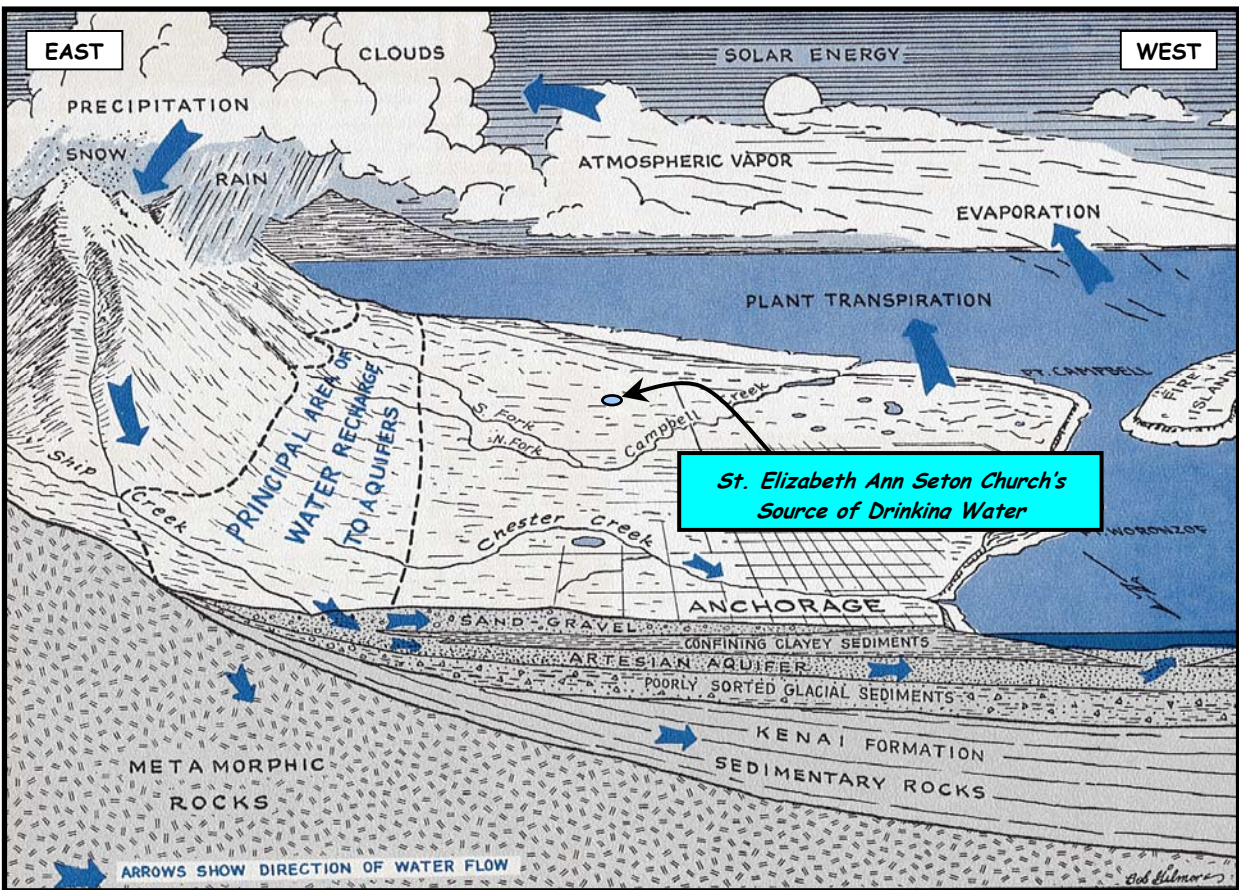 EAST
CLOUDS
SOLAR ENERGY
WEST
PRECIPITATION
SNOW
RAIN
ATMOSPHERIC VAPOR
EVAPORATION
PLANT TRANSPIRATION
PT. CAMPBELL
FIRE
ISLAND
PRINCIPAL AREA OF
WATER RECHARGE
TO AQUIFERS
S. Fork
N. Fork
Campbell Creek
St. Elizabeth Ann Seton Church's
Source of Drinkina Water
Ship
Creek
Chester Creek
WORONZOF
ANCHORAGE
SAND-GRAVEL
CONFINING CLAYEY SEDIMENTS
ARTESIAN AQUIFER
POORLY SORTED GLACIAL SEDIMENTS
KENAI FORMATION
SEDIMENTARY ROCKS
METAMORPHIC
ROCKS
ARROWS SHOW DIRECTION OF WATER FLOW
Bob Gilmore